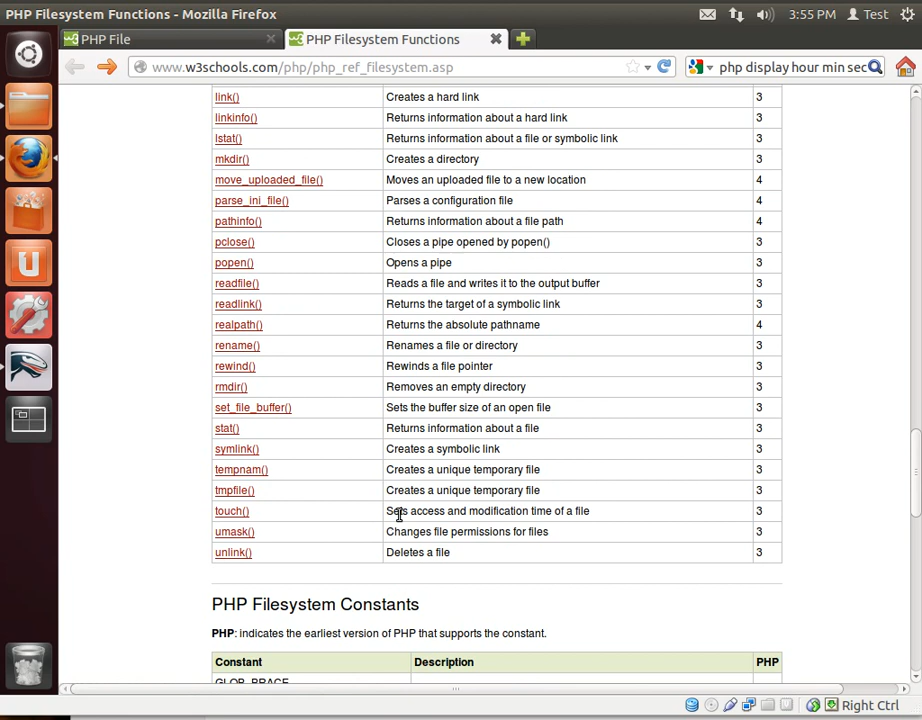 PHP Filesystem Functions - Mozilla Firefox 3:55 PM Test
PHP File PHP Filesystem Functions
www.w3schools.com/php/php_ref_filesystem.asp php display hour min sec
link() Creates a hard link 3
linkinfo() Returns information about a hard link 3
lstat() Returns information about a file or symbolic link 3
mkdir() Creates a directory 3
move_uploaded_file() Moves an uploaded file to a new location 4
parse_ini_file() Parses a configuration file 4
pathinfo() Returns information about a file path 4
pclose() Closes a pipe opened by popen() 3
popen() Opens a pipe 3
readfile() Reads a file and writes it to the output buffer 3
readlink() Returns the target of a symbolic link 3
realpath() Returns the absolute pathname 4
rename() Renames a file or directory 3
rewind() Rewinds a file pointer 3
rmdir() Removes an empty directory 3
set_file_buffer() Sets the buffer size of an open file 3
stat() Returns information about a file 3
symlink() Creates a symbolic link 3
tempnam() Creates a unique temporary file 3
tmpfile() Creates a unique temporary file 3
touch() Sets access and modification time of a file 3
umask() Changes file permissions for files 3
unlink() Deletes a file 3
PHP Filesystem Constants
PHP: indicates the earliest version of PHP that supports the constant.
Constant Description PHP
GLOB_BRACE
Right Ctrl